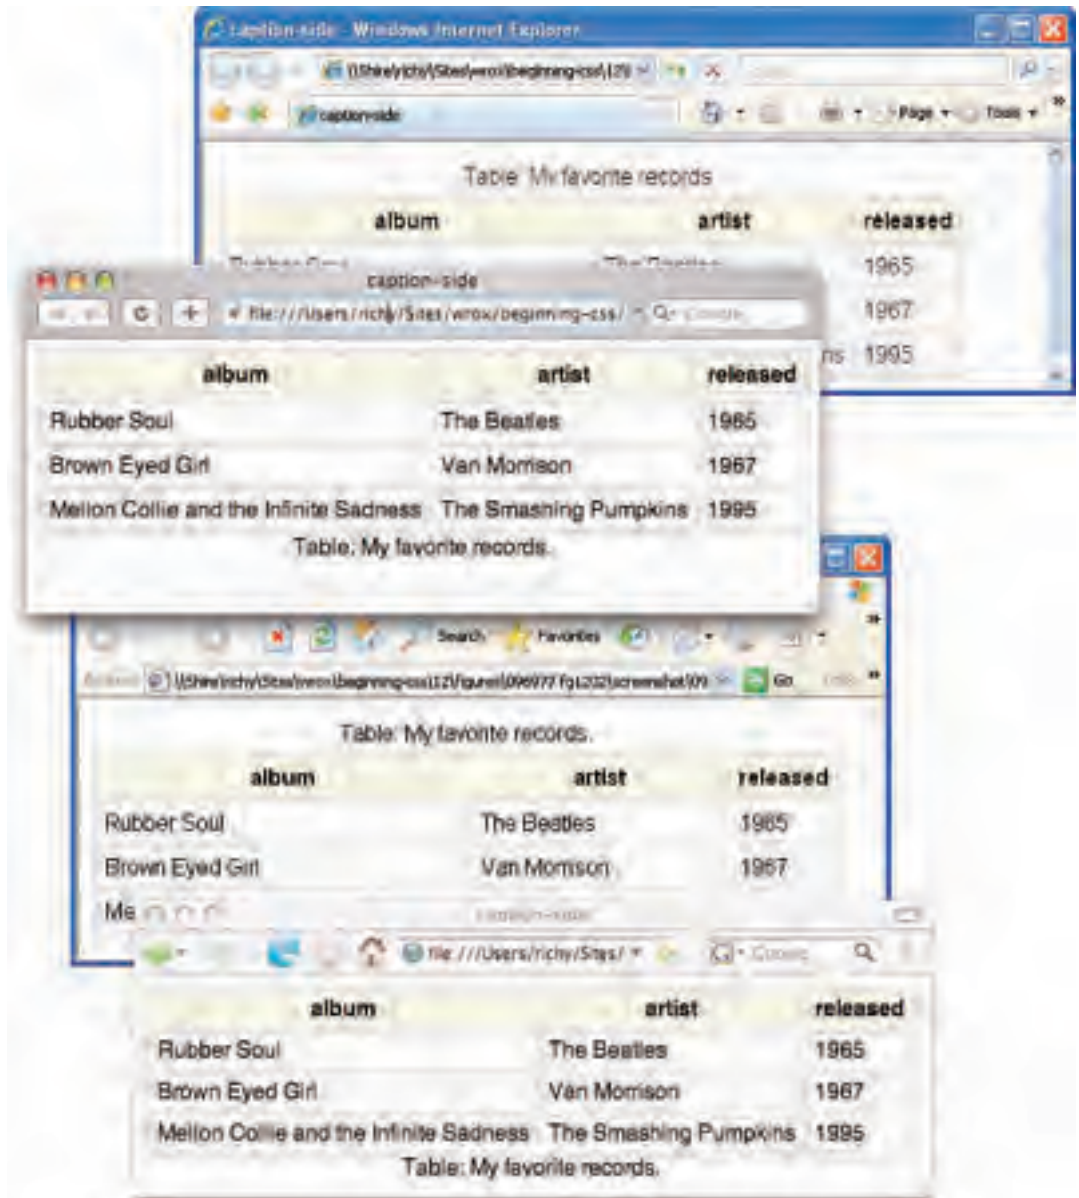 caption-side - Windows Internet Explorer
caption-side
Page
Tools
Table: My favorite records
album artist released
1965
1967
ns 1995
caption-side
file:///Users/richy/Sites/wrox/beginning-css/
album artist released
Rubber Soul The Beatles 1965
Brown Eyed Girl Van Morrison 1967
Mellon Collie and the Infinite Sadness The Smashing Pumpkins 1995
Table: My favorite records.
Search Favorites
Go
Table: My favorite records.
album artist released
Rubber Soul The Beatles 1965
Brown Eyed Girl Van Morrison 1967
Me
caption-side
file:///Users/richy/Sites/
album artist released
Rubber Soul The Beatles 1965
Brown Eyed Girl Van Morrison 1967
Mellon Collie and the Infinite Sadness The Smashing Pumpkins 1995
Table: My favorite records.